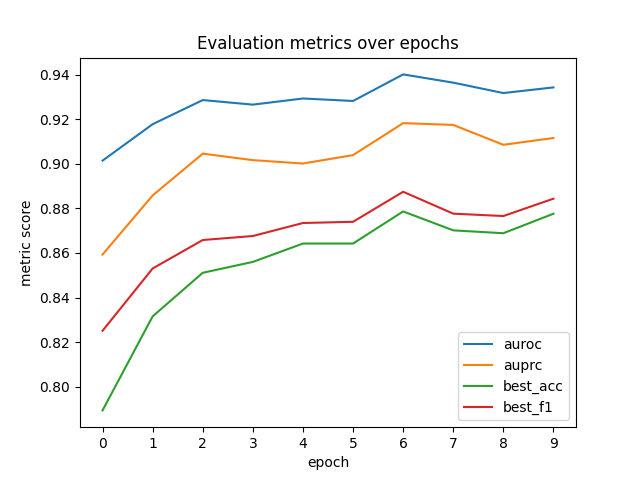 Evaluation metrics over epochs
metric score
0.94
0.92
0.90
0.88
0.86
0.84
0.82
0.80
auroc
auprc
best_acc
best_f1
0 1 2 3 4 5 6 7 8 9
epoch